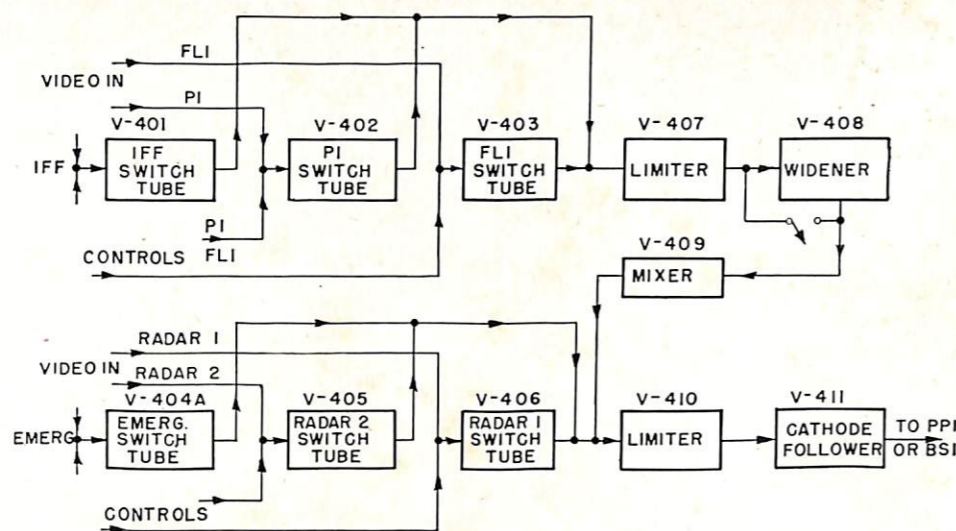 FLI
VIDEO IN
PI
V-401
V-402
V-403
V-407
V-408
IFF
IFF
SWITCH
TUBE
PI
SWITCH
TUBE
FLI
SWITCH
TUBE
LIMITER
WIDENER
PI
FLI
CONTROLS
V-409
MIXER
RADAR 1
VIDEO IN
RADAR 2
V-404A
V-405
V-406
V-410
V-411
EMERG
EMERG.
SWITCH
TUBE
RADAR 2
SWITCH
TUBE
RADAR 1
SWITCH
TUBE
LIMITER
CATHODE
FOLLOWER
TO PPI
OR BSI
CONTROLS